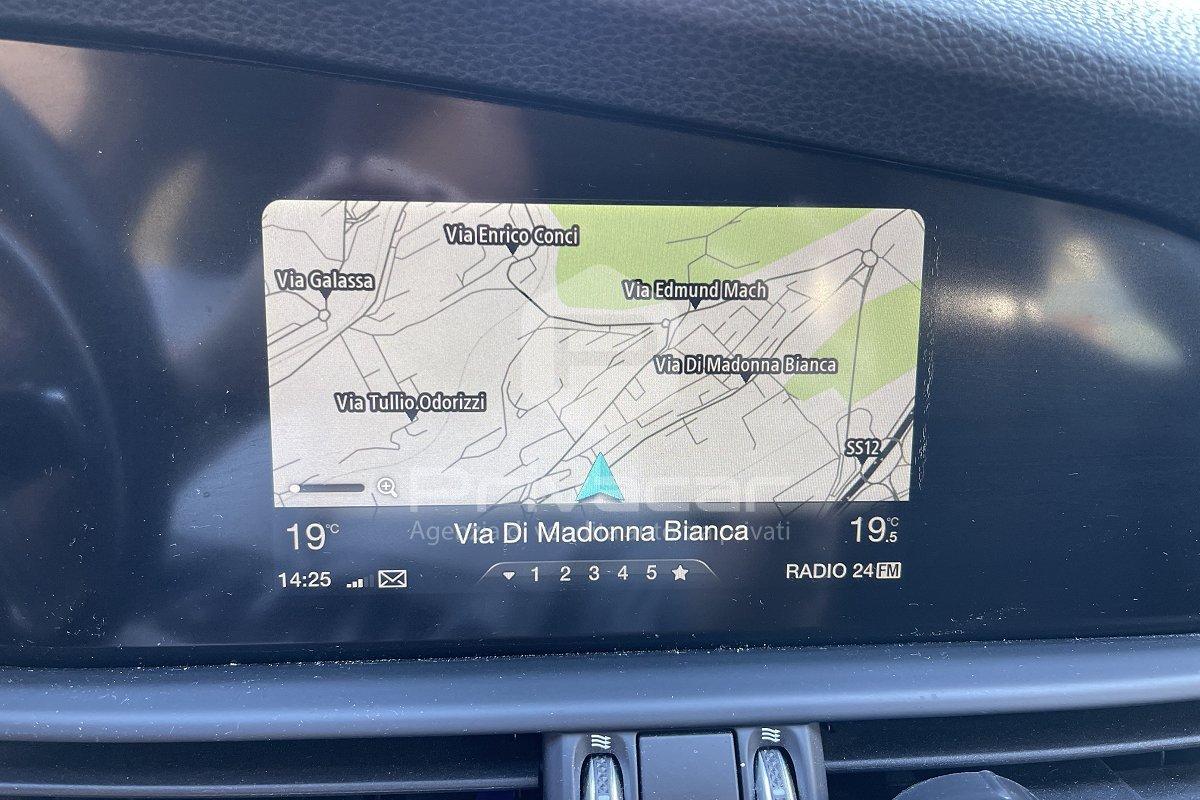 Via Enrico Conci
Via Galassa
Via Edmund Mach
Via Di Madonna Bianca
Via Tullio Odorizzi
SS12
19°C
Via Di Madonna Bianca
19.5°C
14:25
1 2 3 4 5
RADIO 24 FM